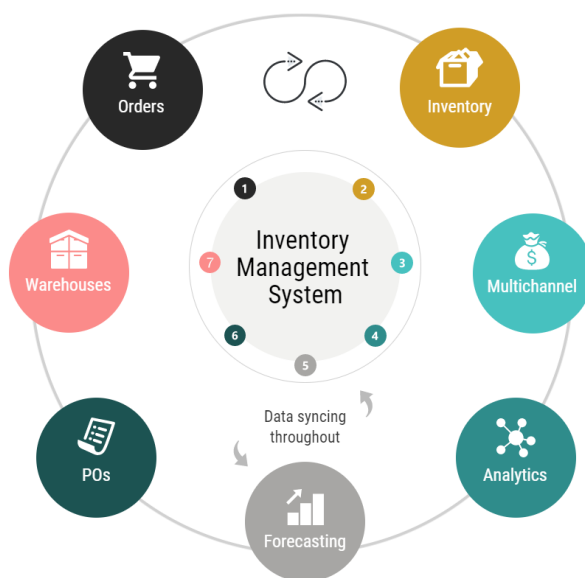 Orders
Inventory
1
2
Inventory
Management
System
7
3
Warehouses
$
Multichannel
6
4
5
Data syncing
throughout
POs
Analytics
Forecasting